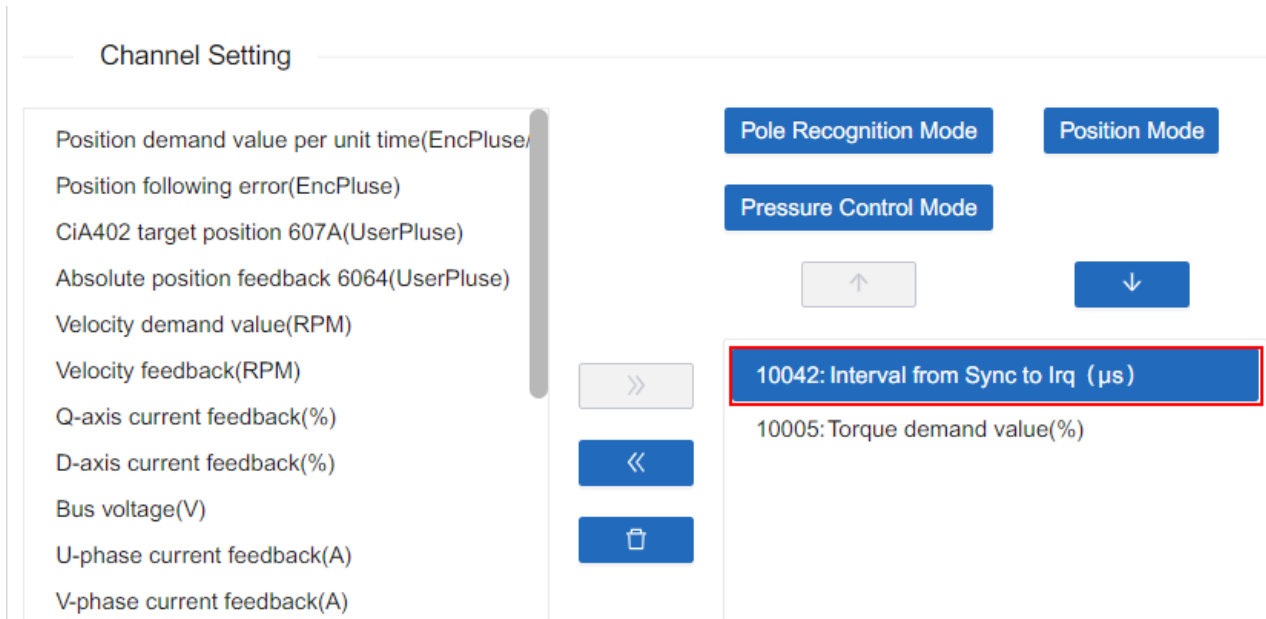 Channel Setting
Position demand value per unit time(EncPluse/
Position following error(EncPluse)
CiA402 target position 607A(UserPluse)
Absolute position feedback 6064(UserPluse)
Velocity demand value(RPM)
Velocity feedback(RPM)
Q-axis current feedback(%)
D-axis current feedback(%)
Bus voltage(V)
U-phase current feedback(A)
V-phase current feedback(A)
Pole Recognition Mode
Position Mode
Pressure Control Mode
10042: Interval from Sync to Irq（μs）
10005: Torque demand value(%)